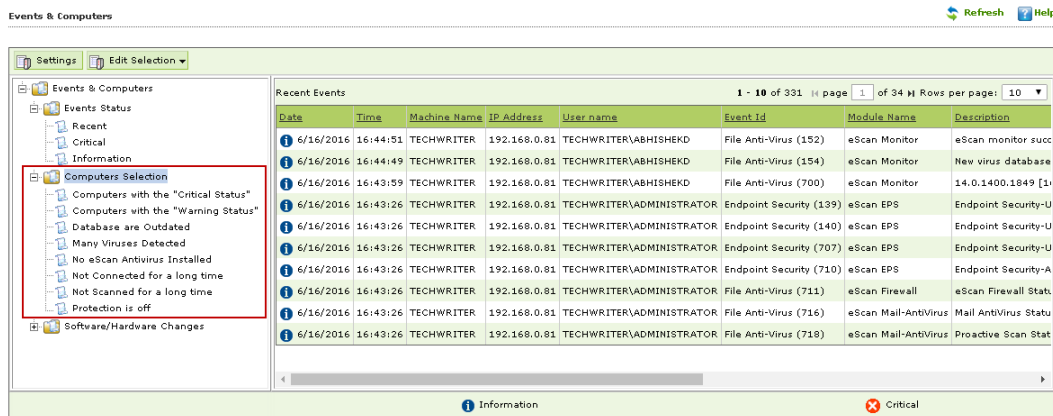 Events & Computers
Refresh Help
Settings Edit Selection
Events & Computers
Events Status
Recent
Critical
Information
Computers Selection
Computers with the "Critical Status"
Computers with the "Warning Status"
Database are Outdated
Many Viruses Detected
No eScan Antivirus Installed
Not Connected for a long time
Not Scanned for a long time
Protection is off
Software/Hardware Changes
Recent Events 1 - 10 of 331 page 1 of 34 Rows per page: 10
Date Time Machine Name IP Address User name Event Id Module Name Description
6/16/2016 16:44:51 TECHWRITER 192.168.0.81 TECHWRITER\ABHISHEKD File Anti-Virus (152) eScan Monitor eScan monitor succ
6/16/2016 16:44:49 TECHWRITER 192.168.0.81 TECHWRITER\ABHISHEKD File Anti-Virus (154) eScan Monitor New virus database
6/16/2016 16:43:59 TECHWRITER 192.168.0.81 TECHWRITER\ABHISHEKD File Anti-Virus (700) eScan Monitor 14.0.1400.1849
6/16/2016 16:43:26 TECHWRITER 192.168.0.81 TECHWRITER\ADMINISTRATOR Endpoint Security (139) eScan EPS Endpoint Security-U
6/16/2016 16:43:26 TECHWRITER 192.168.0.81 TECHWRITER\ADMINISTRATOR Endpoint Security (140) eScan EPS Endpoint Security-U
6/16/2016 16:43:26 TECHWRITER 192.168.0.81 TECHWRITER\ADMINISTRATOR Endpoint Security (707) eScan EPS Endpoint Security-U
6/16/2016 16:43:26 TECHWRITER 192.168.0.81 TECHWRITER\ADMINISTRATOR Endpoint Security (710) eScan EPS Endpoint Security-A
6/16/2016 16:43:26 TECHWRITER 192.168.0.81 TECHWRITER\ADMINISTRATOR File Anti-Virus (711) eScan Firewall eScan Firewall Statu
6/16/2016 16:43:26 TECHWRITER 192.168.0.81 TECHWRITER\ADMINISTRATOR File Anti-Virus (716) eScan Mail-AntiVirus Mail AntiVirus Statu
6/16/2016 16:43:26 TECHWRITER 192.168.0.81 TECHWRITER\ADMINISTRATOR File Anti-Virus (718) eScan Mail-AntiVirus Proactive Scan Stat
Information Critical